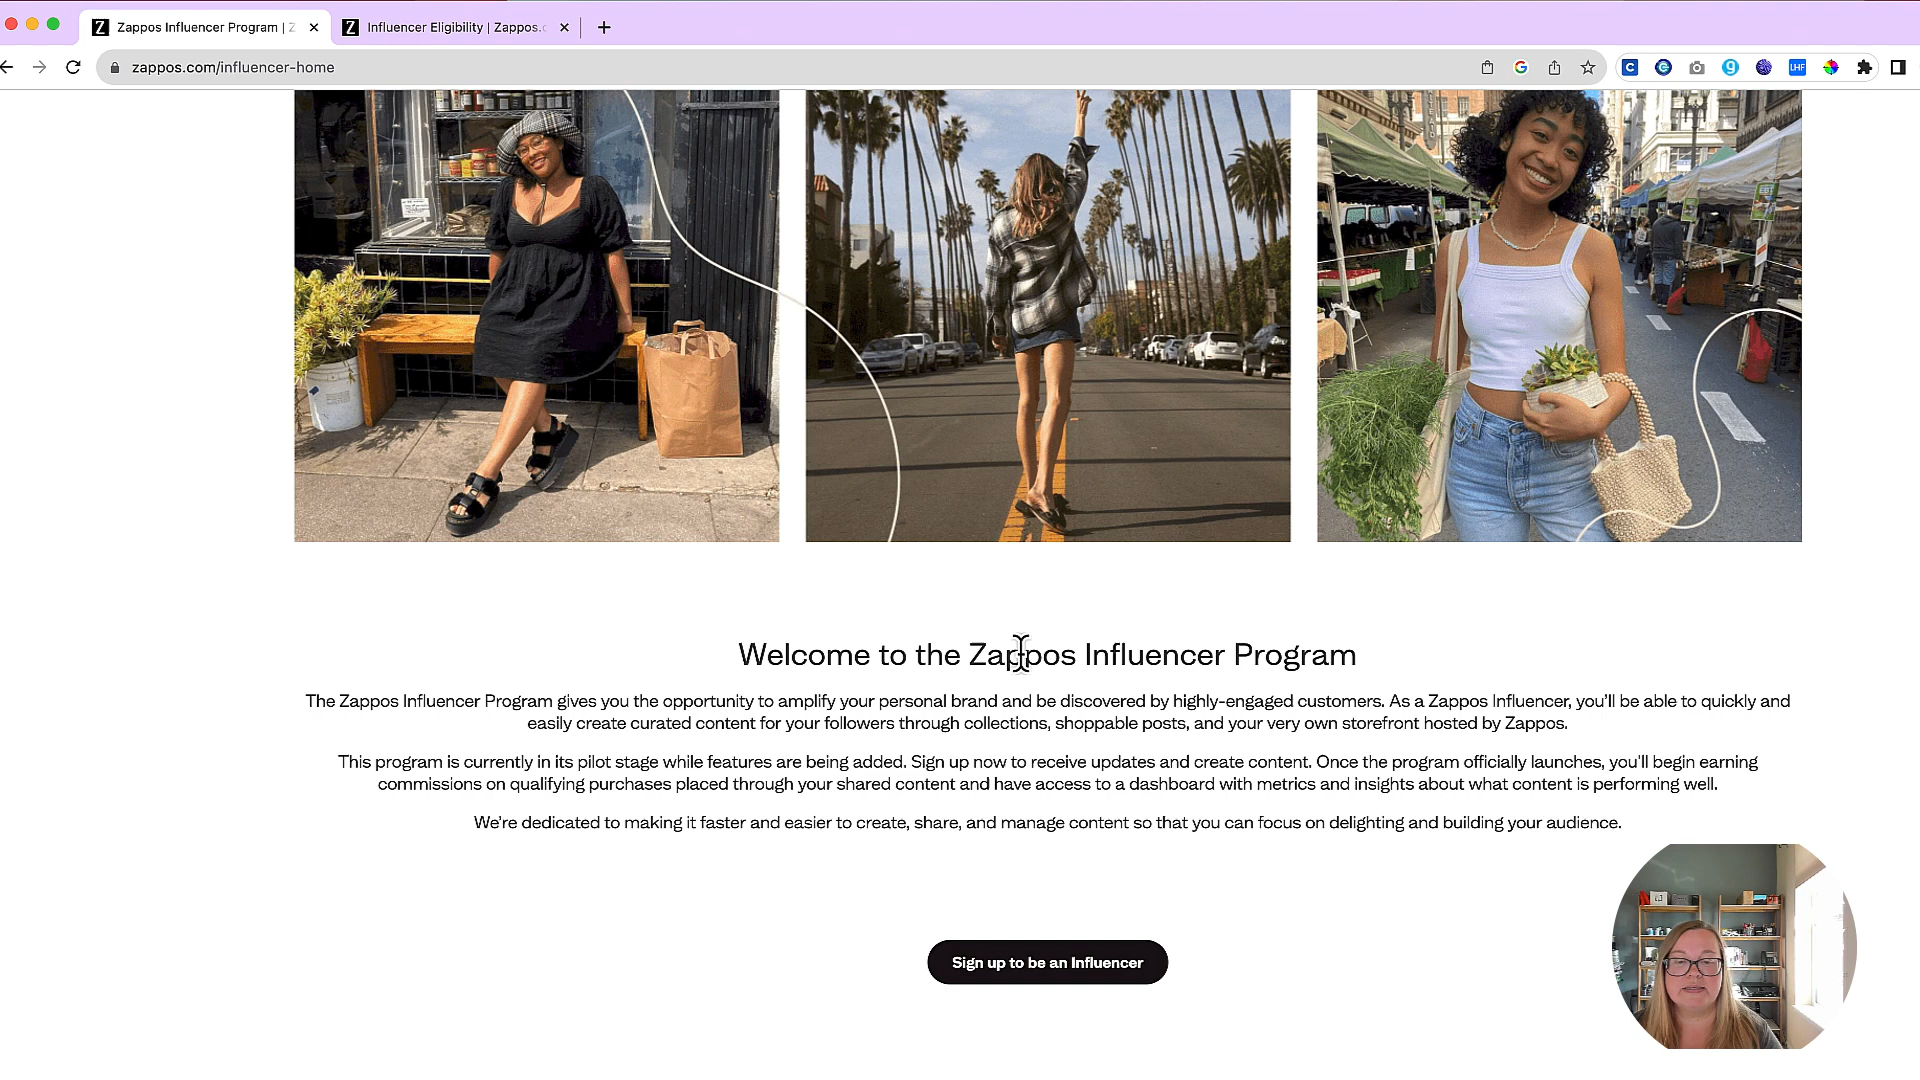 Zappos Influencer Program | Z
Influencer Eligibility | Zappos.c
zappos.com/influencer-home
Welcome to the Zappos Influencer Program
The Zappos Influencer Program gives you the opportunity to amplify your personal brand and be discovered by highly-engaged customers. As a Zappos Influencer, you'll be able to quickly and
easily create curated content for your followers through collections, shoppable posts, and your very own storefront hosted by Zappos.
This program is currently in its pilot stage while features are being added. Sign up now to receive updates and create content. Once the program officially launches, you'll begin earning
commissions on qualifying purchases placed through your shared content and have access to a dashboard with metrics and insights about what content is performing well.
We're dedicated to making it faster and easier to create, share, and manage content so that you can focus on delighting and building your audience.
Sign up to be an Influencer